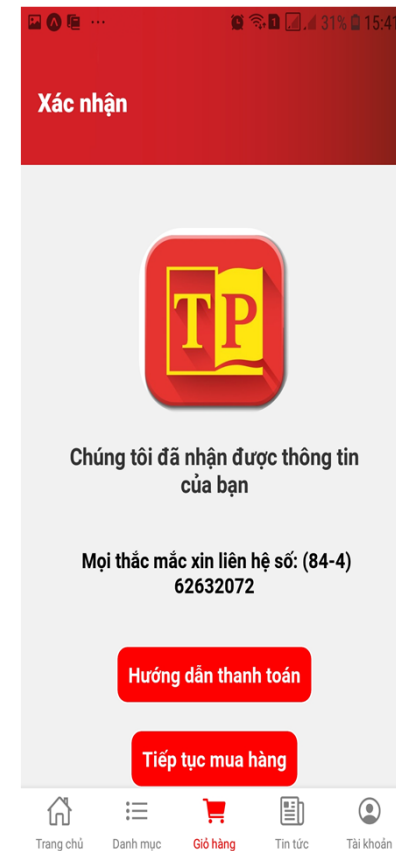 31% 15:41
Xác nhận
TP
Chúng tôi đã nhận được thông tin
của bạn
Mọi thắc mắc xin liên hệ số: (84-4)
62632072
Hướng dẫn thanh toán
Tiếp tục mua hàng
Trang chủ Danh mục Giỏ hàng Tin tức Tài khoản